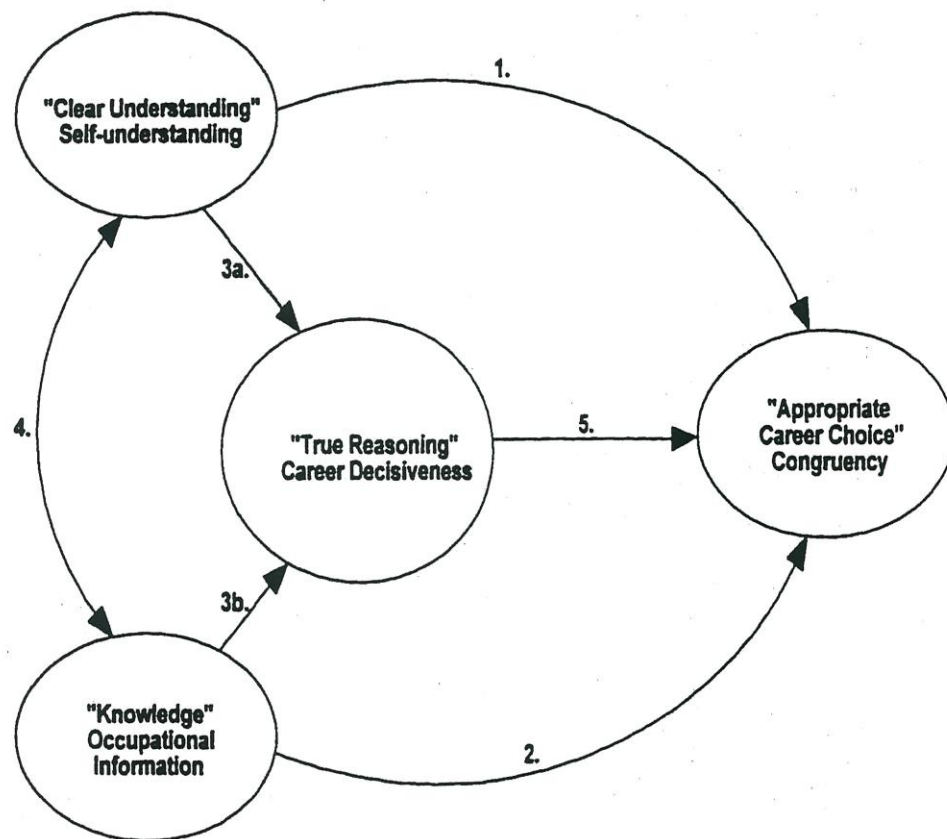 1.
"Clear Understanding"
Self-understanding
3a.
4.
"True Reasoning"
Career Decisiveness
5.
"Appropriate
Career Choice"
Congruency
3b.
"Knowledge"
Occupational
Information
2.